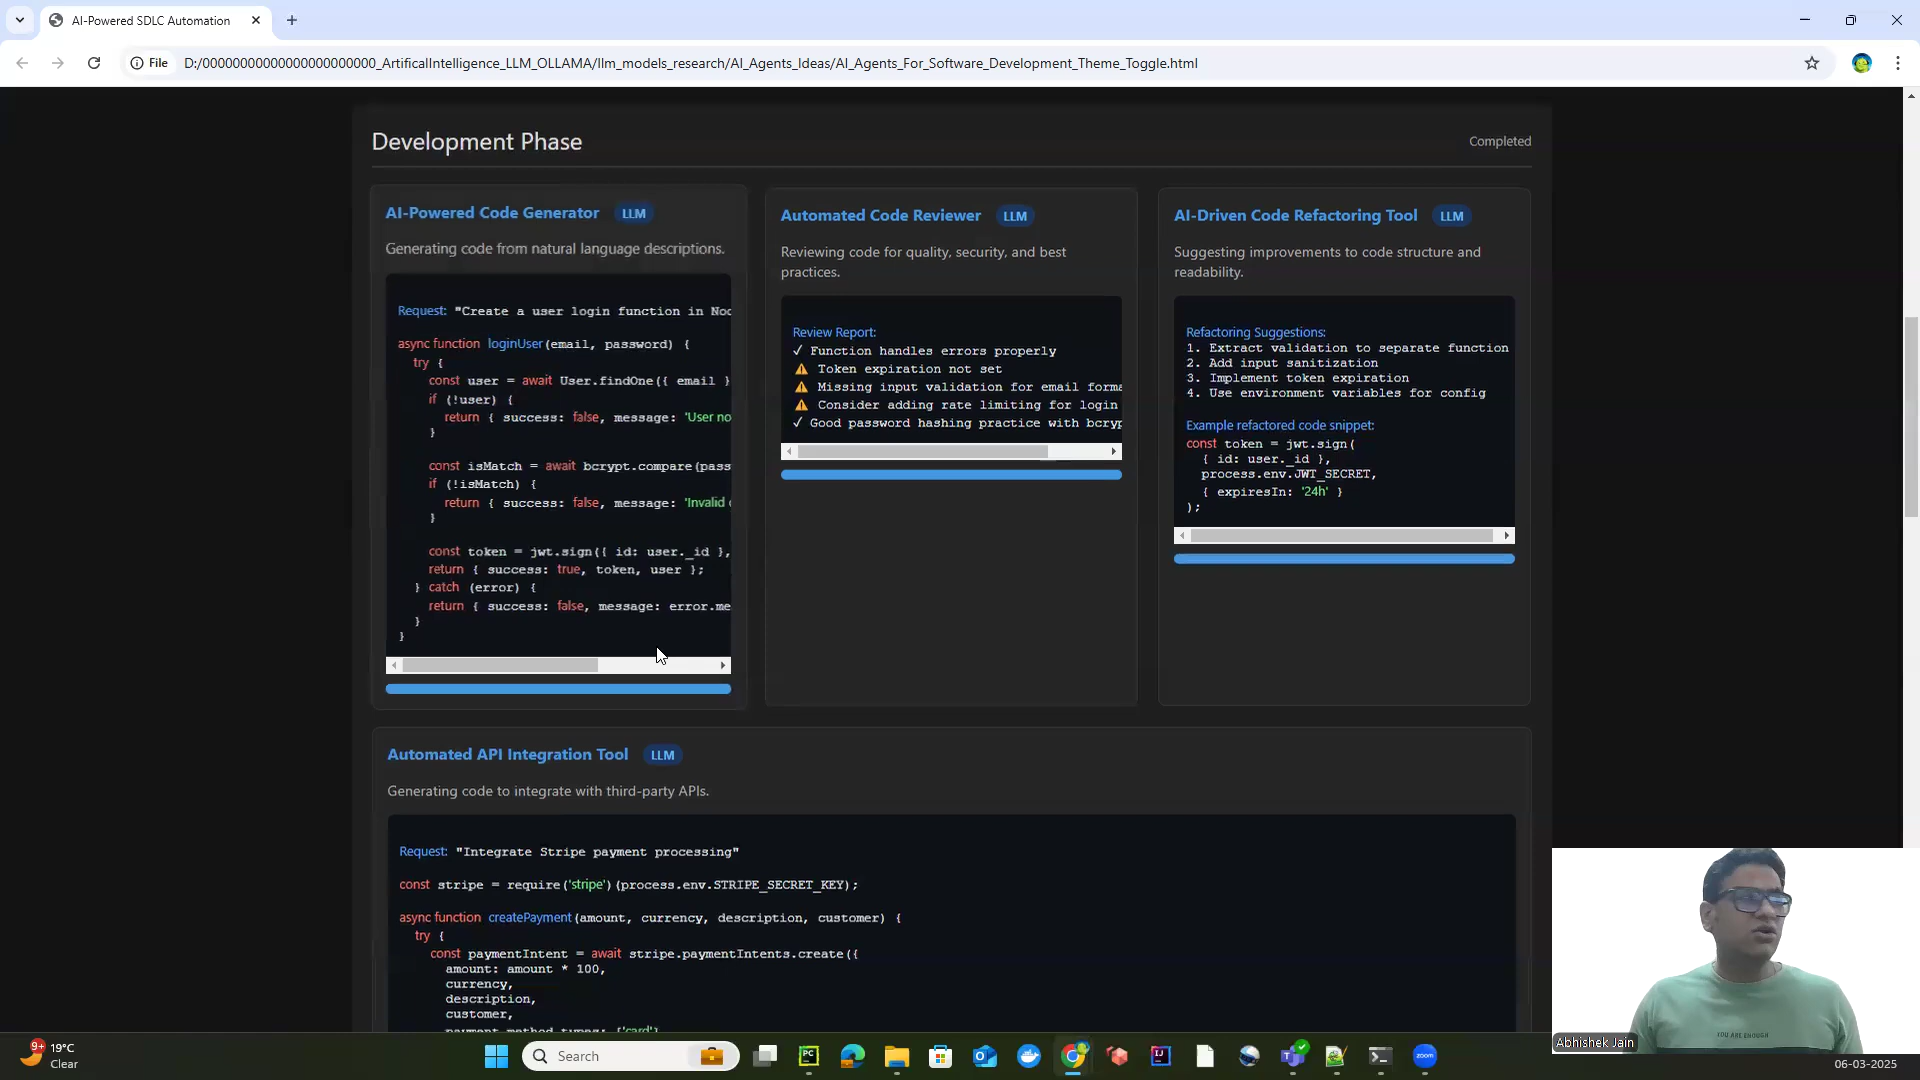 AI-Powered SDLC Automation
File
D:/00000000000000000000000_ArtificalIntelligence_LLM_OLLAMA/llm_models_research/AI_Agents_Ideas/AI_Agents_For_Software_Development_Theme_Toggle.html
Development Phase
Completed
AI-Powered Code Generator LLM
Generating code from natural language descriptions.
Request: "Create a user login function in Noc
async function loginUser(email, password) {
try {
const user = await User.findOne({ email }
if (!user) {
return { success: false, message: 'User no
}
const isMatch = await bcrypt.compare(pass
if (!isMatch) {
return { success: false, message: 'Invalid
}
const token = jwt.sign({ id: user._id },
return { success: true, token, user };
} catch (error) {
return { success: false, message: error.me
}
}
Automated Code Reviewer LLM
Reviewing code for quality, security, and best
practices.
Review Report:
✓ Function handles errors properly
⚠ Token expiration not set
⚠ Missing input validation for email forma
⚠ Consider adding rate limiting for login
✓ Good password hashing practice with bcryp
AI-Driven Code Refactoring Tool LLM
Suggesting improvements to code structure and
readability.
Refactoring Suggestions:
1. Extract validation to separate function
2. Add input sanitization
3. Implement token expiration
4. Use environment variables for config
Example refactored code snippet:
const token = jwt.sign(
{ id: user._id },
process.env.JWT_SECRET,
{ expiresIn: '24h' }
);
Automated API Integration Tool LLM
Generating code to integrate with third-party APIs.
Request: "Integrate Stripe payment processing"
const stripe = require('stripe')(process.env.STRIPE_SECRET_KEY);
async function createPayment(amount, currency, description, customer) {
try {
const paymentIntent = await stripe.paymentIntents.create({
amount: amount * 100,
currency,
description,
customer,
payment_method_types: ['card'],
YOU ARE ENOUGH
Abhishek Jain
9+
19°C
Clear
Search
PC
IJ
zoom
06-03-2025